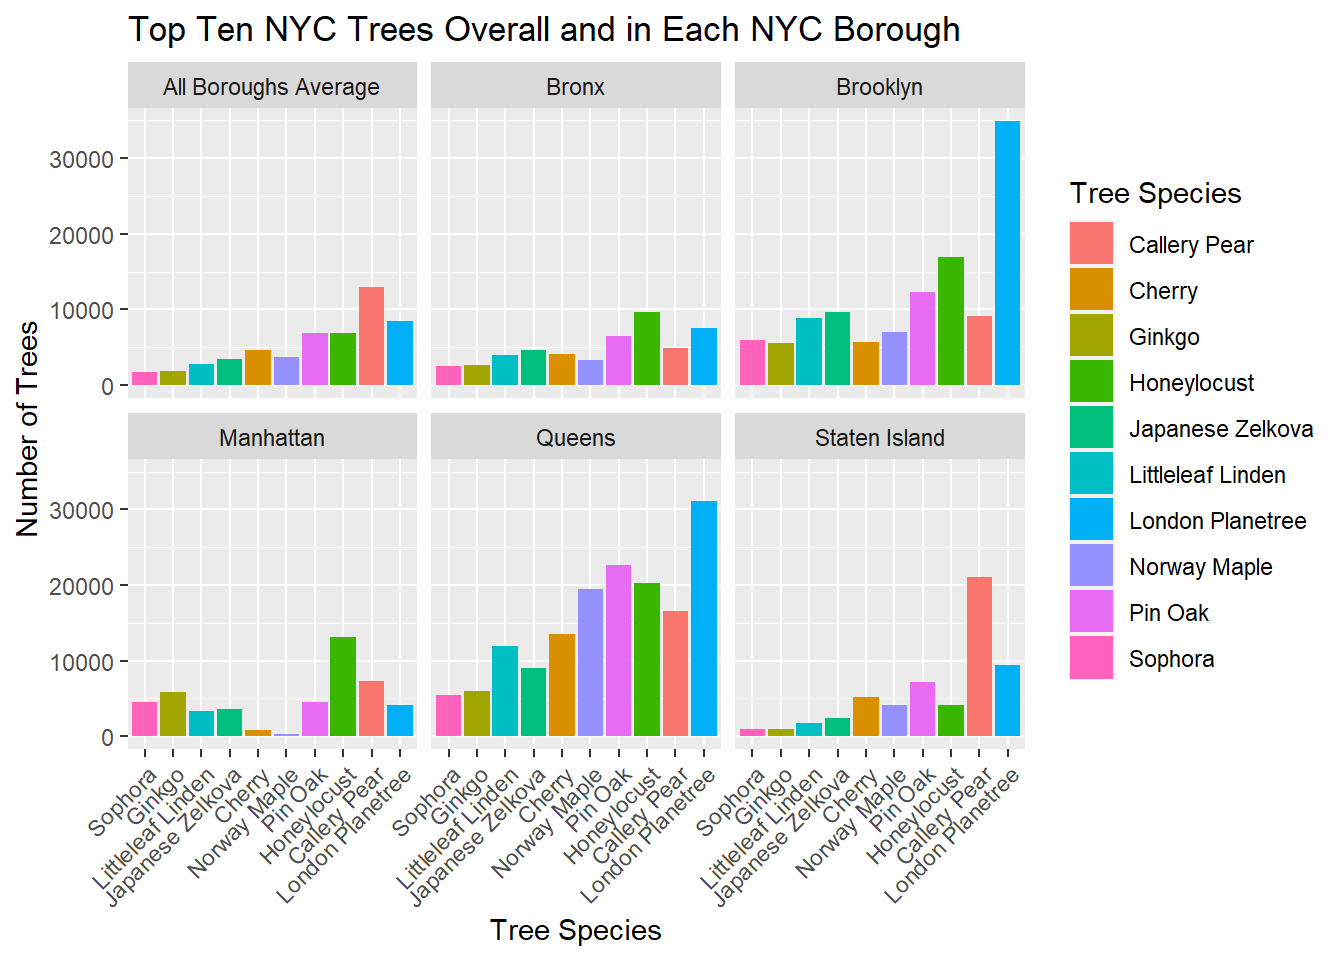 Top Ten NYC Trees Overall and in Each NYC Borough
All Boroughs Average
Bronx
Brooklyn
30000
20000
10000
0
Manhattan
Queens
Staten Island
30000
20000
10000
0
Number of Trees
Sophora
Ginkgo
Littleleaf Linden
Japanese Zelkova
Cherry
Norway Maple
Pin Oak
Honeylocust
Callery Pear
London Planetree
Sophora
Ginkgo
Littleleaf Linden
Japanese Zelkova
Cherry
Norway Maple
Pin Oak
Honeylocust
Callery Pear
London Planetree
Sophora
Ginkgo
Littleleaf Linden
Japanese Zelkova
Cherry
Norway Maple
Pin Oak
Honeylocust
Callery Pear
London Planetree
Tree Species
Tree Species
Callery Pear
Cherry
Ginkgo
Honeylocust
Japanese Zelkova
Littleleaf Linden
London Planetree
Norway Maple
Pin Oak
Sophora